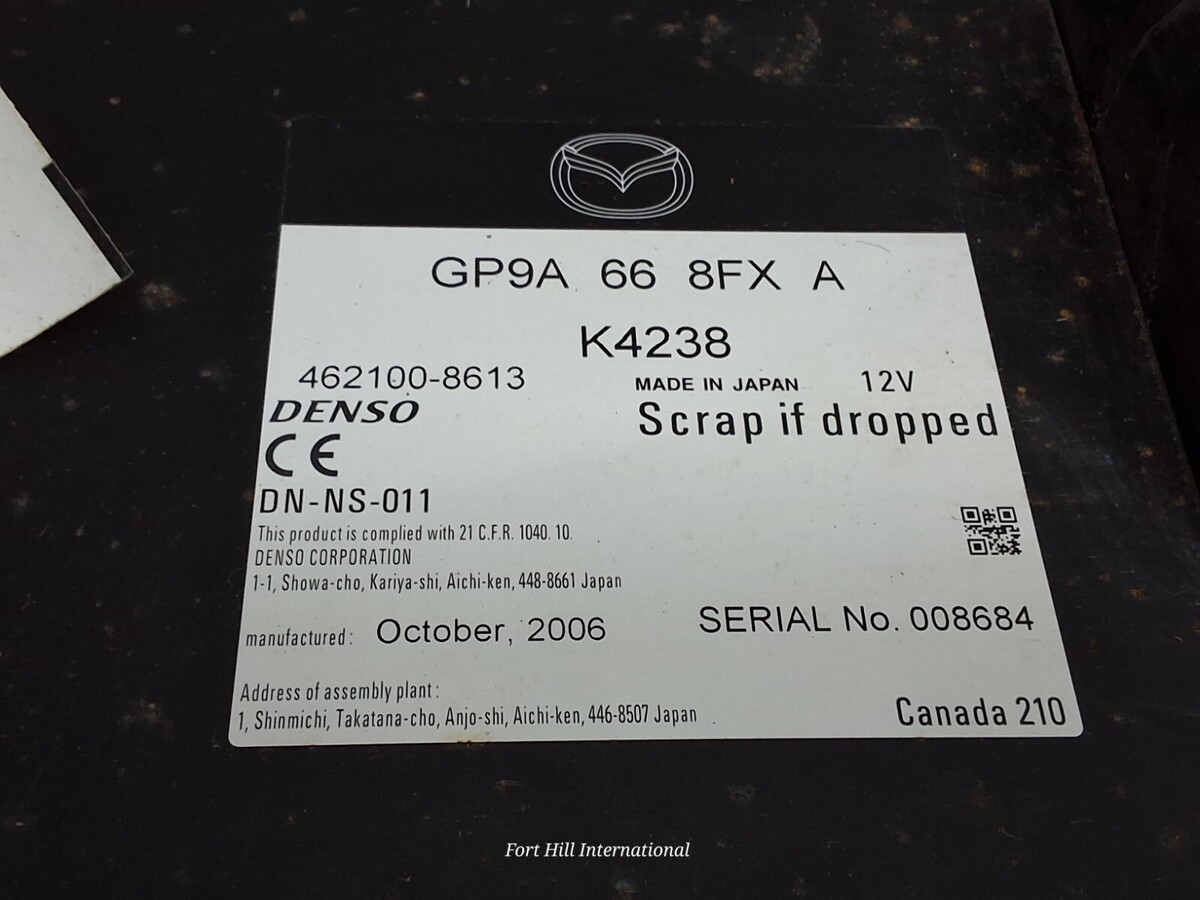 GP9A 66 8FX A
K4238
462100-8613
MADE IN JAPAN 12V
DENSO
Scrap if dropped
CE
DN-NS-011
This product is complied with 21 C.F.R. 1040. 10.
DENSO CORPORATION
1-1, Showa-cho, Kariya-shi, Aichi-ken, 448-8661 Japan
manufactured: October, 2006
SERIAL No. 008684
Address of assembly plant:
1, Shinmichi, Takatana-cho, Anjo-shi, Aichi-ken, 446-8507 Japan
Canada 210
Fort Hill International